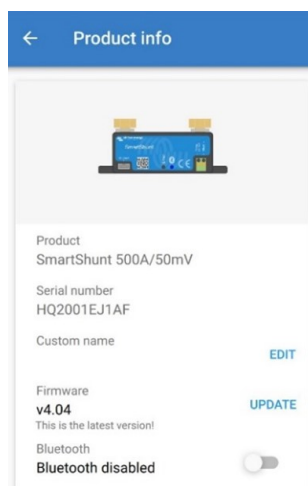 Product info
SmartShunt
Product
SmartShunt 500A/50mV
Serial number
HQ2001EJ1AF
Custom name
EDIT
Firmware
v4.04
UPDATE
This is the latest version!
Bluetooth
Bluetooth disabled